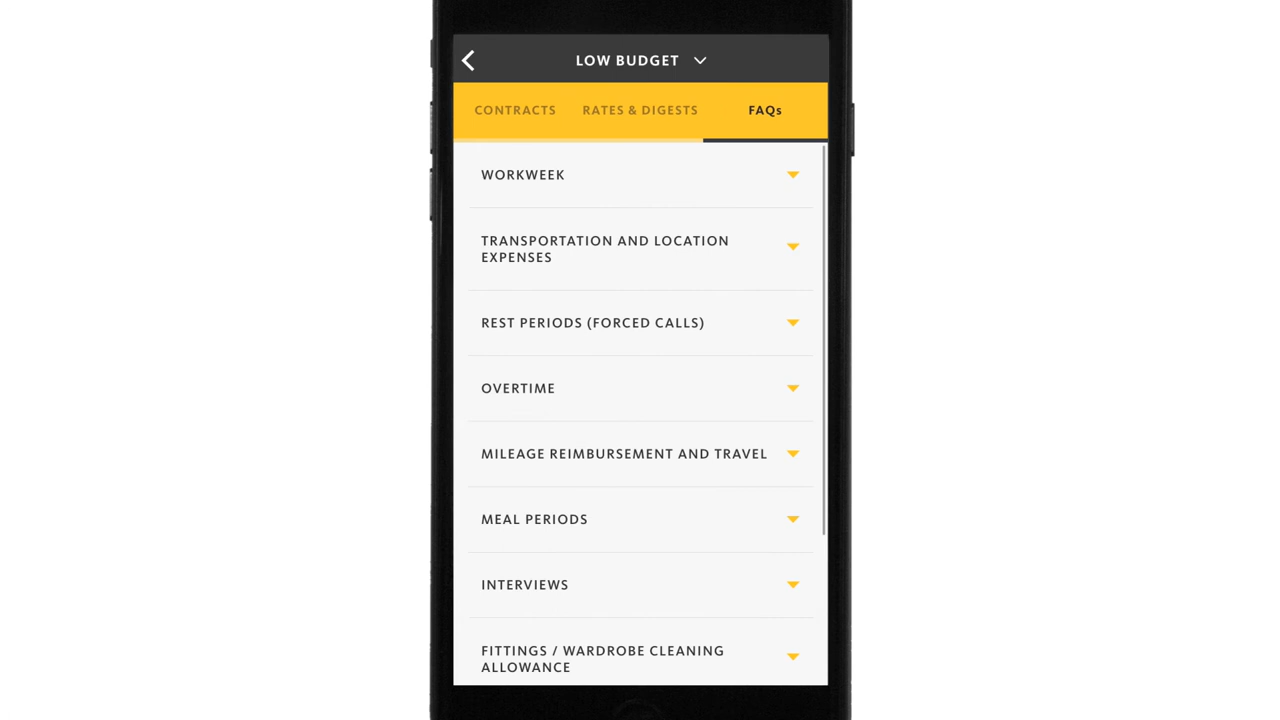 LOW BUDGET
CONTRACTS RATES & DIGESTS FAQs
WORKWEEK
TRANSPORTATION AND LOCATION
EXPENSES
REST PERIODS (FORCED CALLS)
OVERTIME
MILEAGE REIMBURSEMENT AND TRAVEL
MEAL PERIODS
INTERVIEWS
FITTINGS / WARDROBE CLEANING
ALLOWANCE